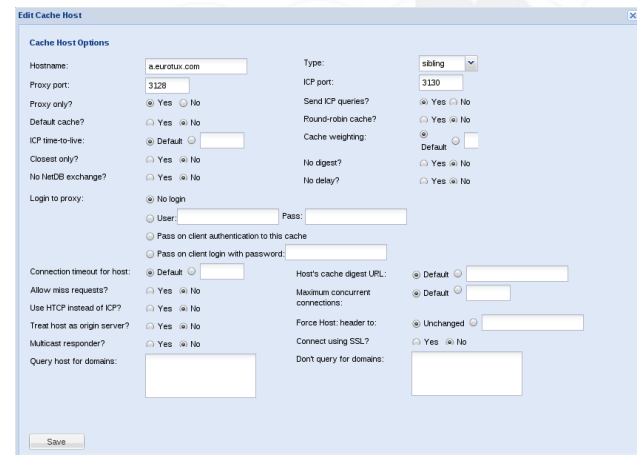 Edit Cache Host
Cache Host Options
Hostname: a.eurotux.com Type: sibling
Proxy port: 3128 ICP port: 3130
Proxy only? Yes No Send ICP queries? Yes No
Default cache? Yes No Round-robin cache? Yes No
ICP time-to-live: Default Cache weighting: Default
Closest only? Yes No No digest? Yes No
No NetDB exchange? Yes No No delay? Yes No
Login to proxy: No login
User: Pass:
Pass on client authentication to this cache
Pass on client login with password:
Connection timeout for host: Default Host's cache digest URL: Default
Allow miss requests? Yes No Maximum concurrent connections: Default
Use HTCP instead of ICP? Yes No
Treat host as origin server? Yes No Force Host: header to: Unchanged
Multicast responder? Yes No Connect using SSL? Yes No
Query host for domains: Don't query for domains:
Save